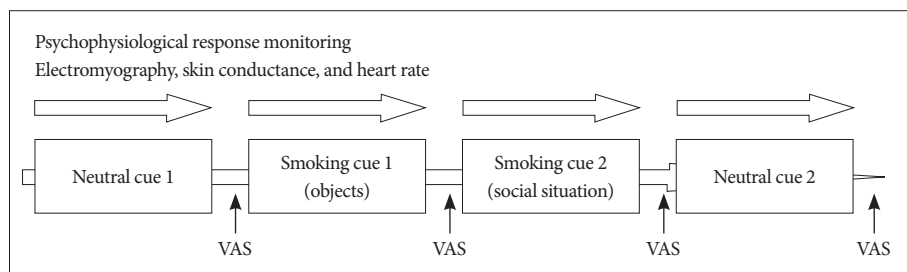 Psychophysiological response monitoring
Electromyography, skin conductance, and heart rate
Neutral cue 1
Smoking cue 1
(objects)
Smoking cue 2
(social situation)
Neutral cue 2
VAS
VAS
VAS
VAS